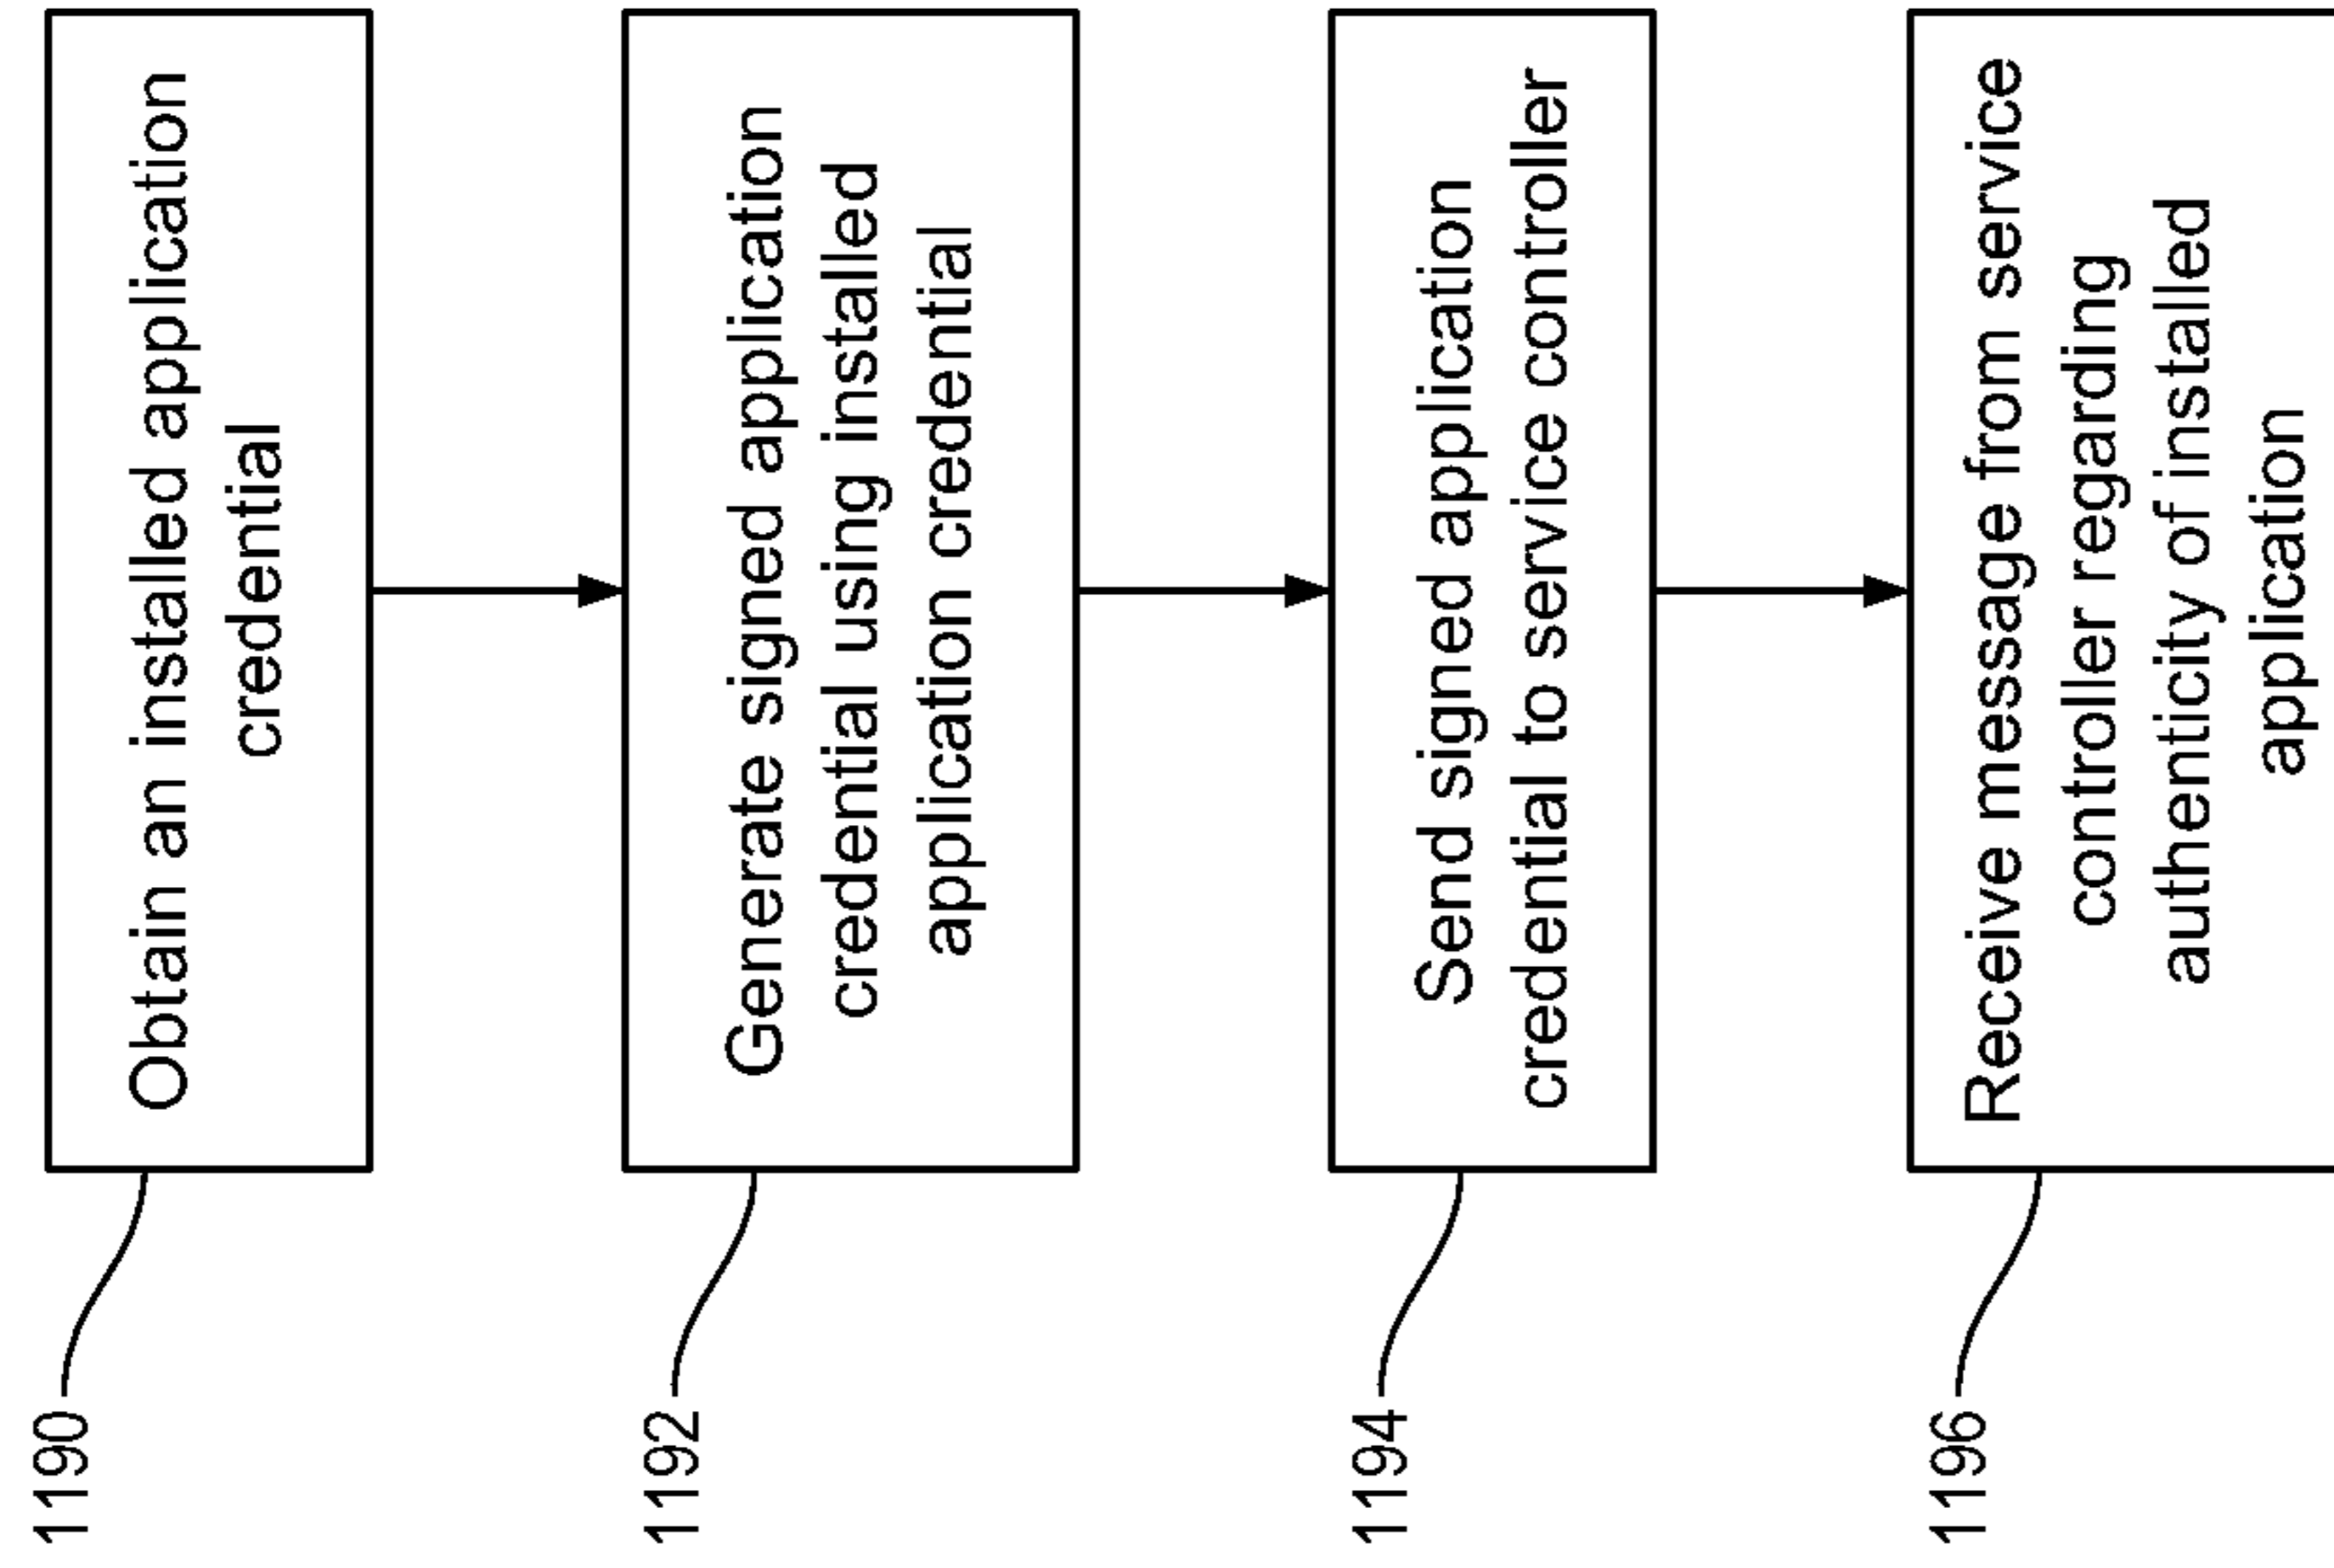 1190
Obtain an installed application
credential
1192
Generate signed application
credential using installed
application credential
1194
Send signed application
credential to service controller
1196
Receive message from service
controller regarding
authenticity of installed
application